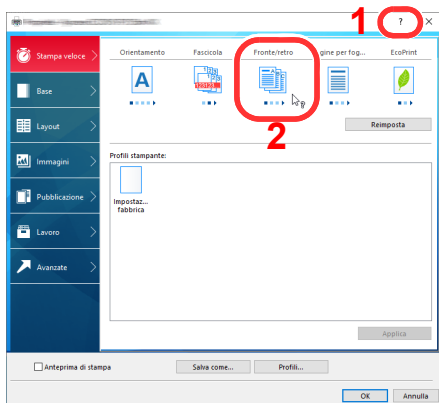 1
?
Stampa veloce
Orientamento
Fascicola
Fronte/retro
gine per fog...
EcoPrint
A
Base
2
Reimposta
Layout
Profili stampante:
Immagini
Impostaz...
fabbrica
Pubblicazione
Lavoro
Avanzate
Applica
Anteprima di stampa
Salva come...
Profili...
OK
Annulla